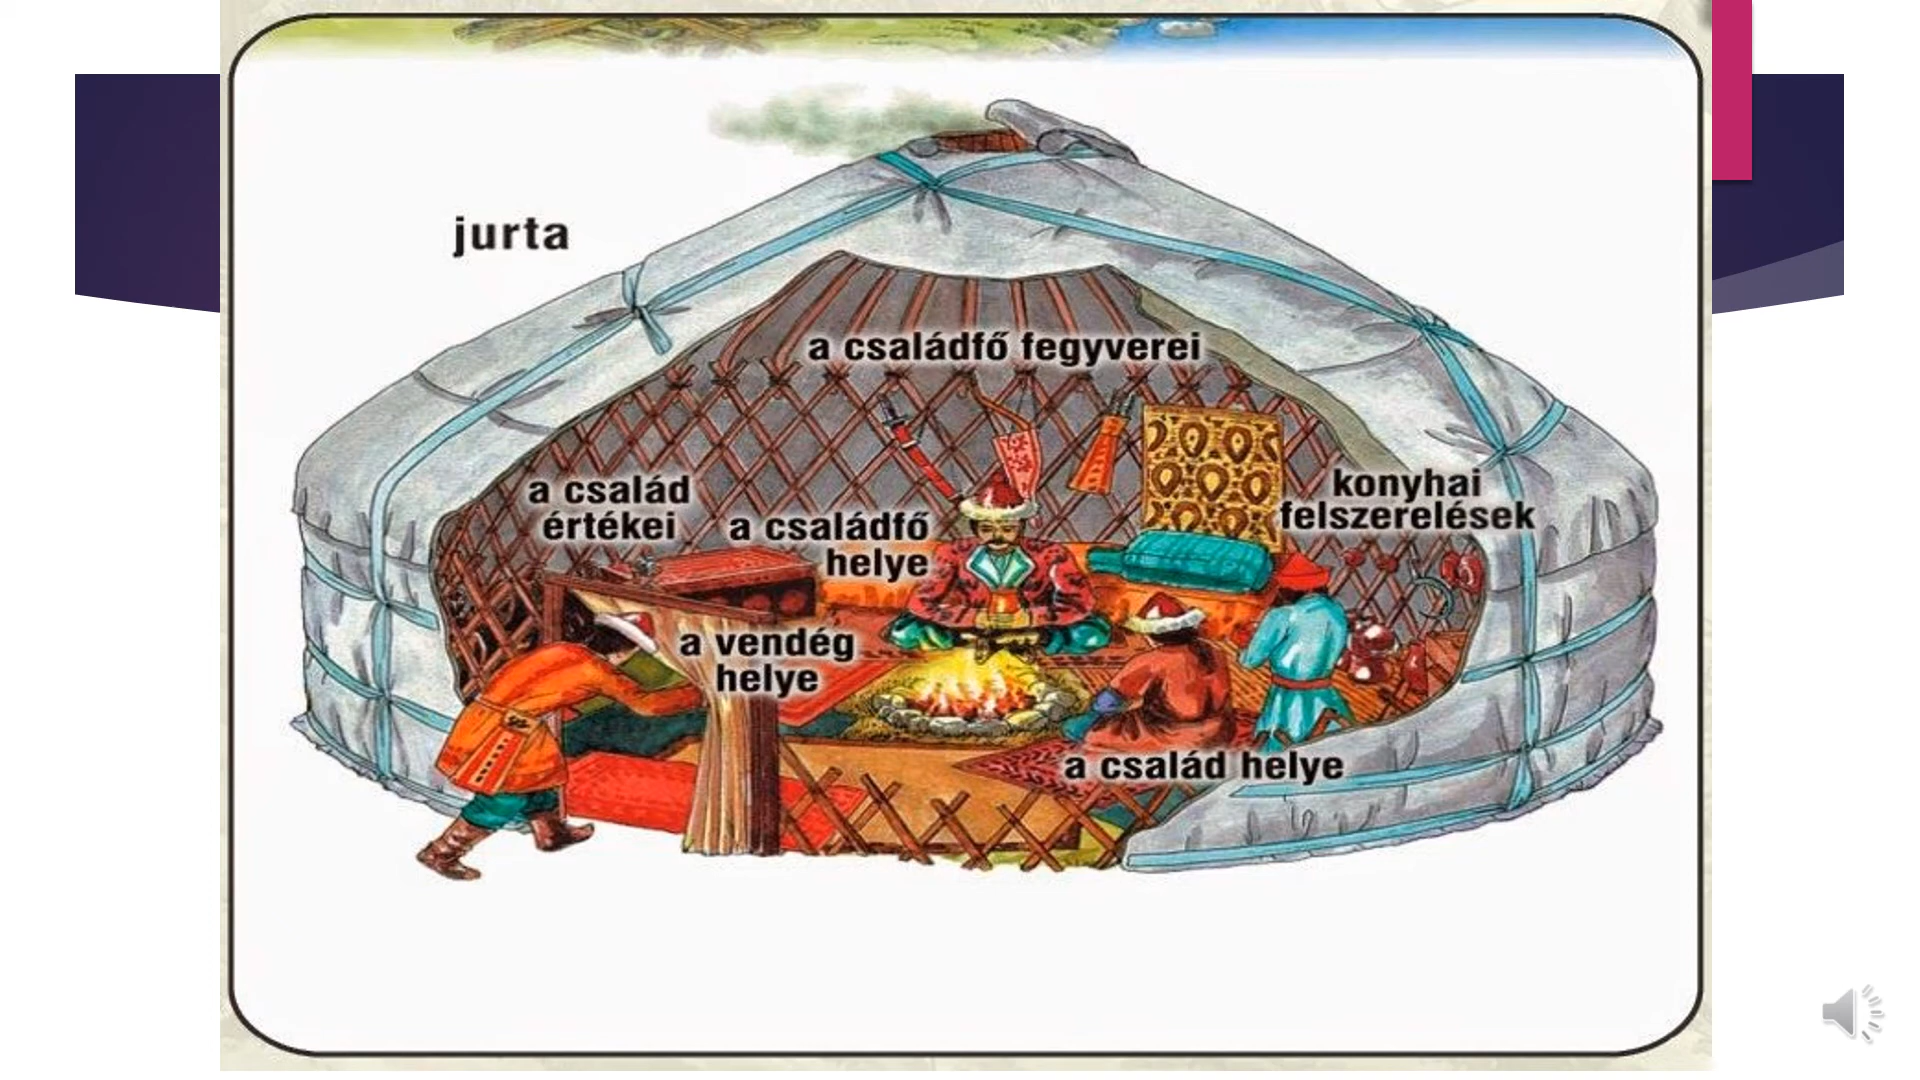 jurta
a családfő fegyverei
a család
értékei
a családfő
helye
konyhai
felszerelések
a vendég
helye
a család helye